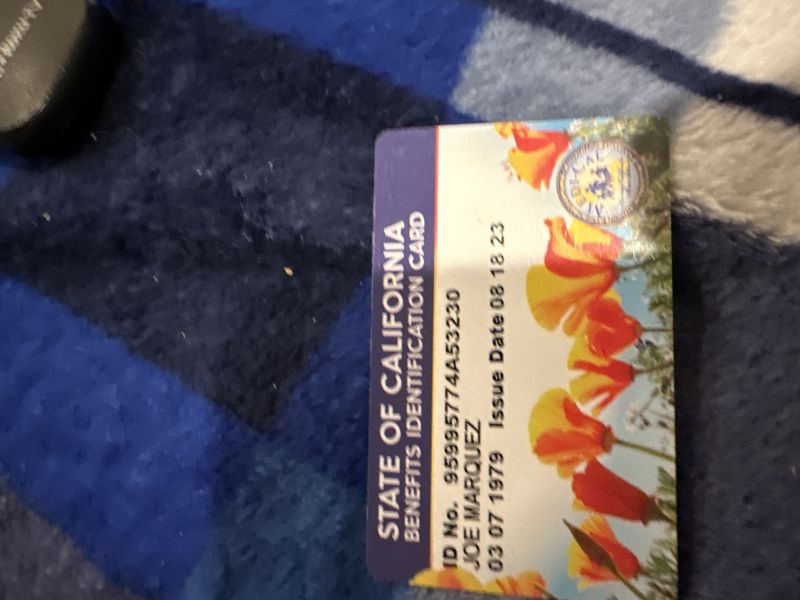 STATE OF CALIFORNIA
BENEFITS IDENTIFICATION CARD
ID No. 95995774A53230
JOE MARQUEZ
03 07 1979 Issue Date 08 18 23